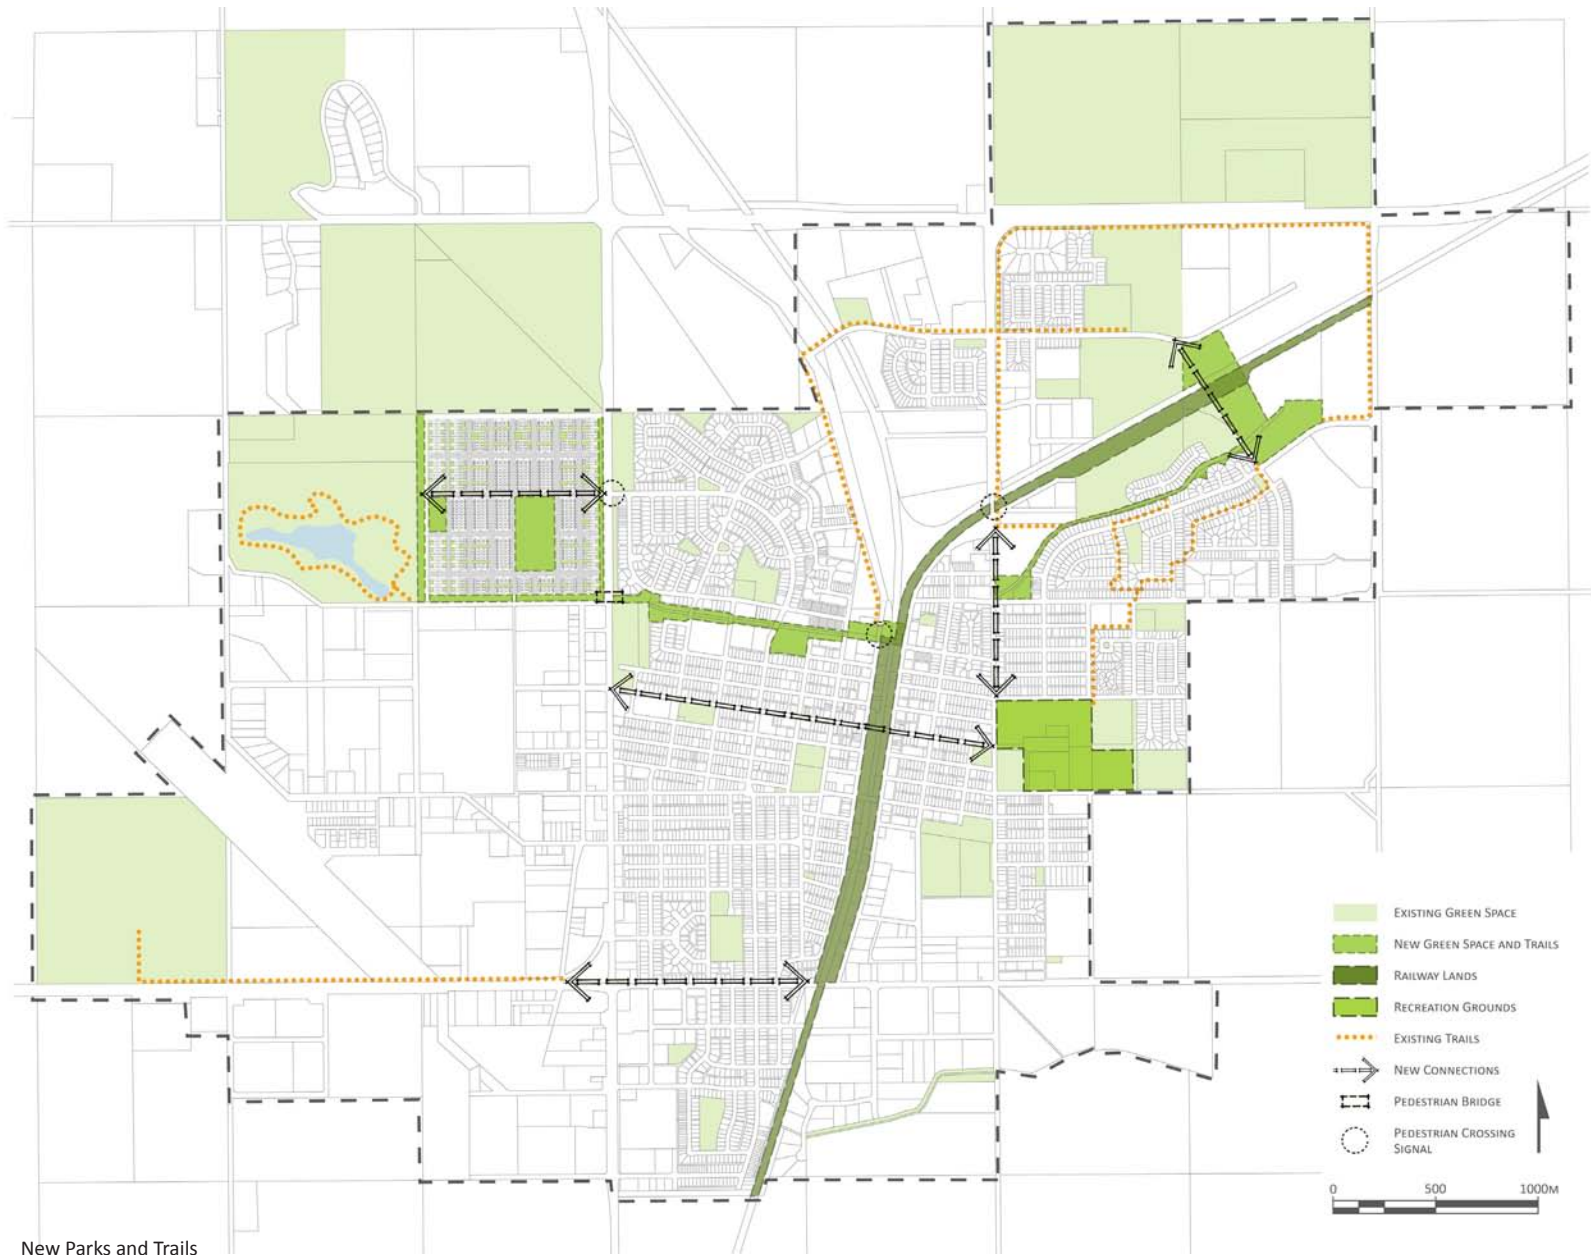 EXISTING GREEN SPACE
NEW GREEN SPACE AND TRAILS
RAILWAY LANDS
RECREATION GROUNDS
EXISTING TRAILS
NEW CONNECTIONS
PEDESTRIAN BRIDGE
PEDESTRIAN CROSSING
SIGNAL
0 500 1000M
New Parks and Trails